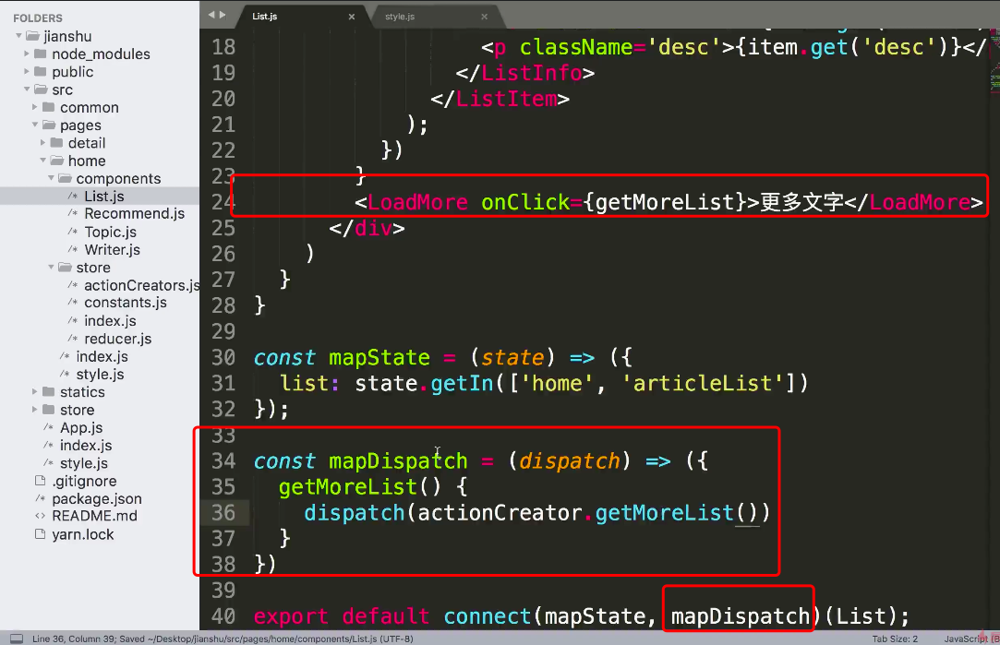 FOLDERS
jianshu
node_modules
public
src
common
pages
detail
home
components
/* List.js
/* Recommend.js
/* Topic.js
/* Writer.js
store
/* actionCreators.js
/* constants.js
/* index.js
/* reducer.js
/* index.js
/* style.js
statics
store
/* App.js
/* index.js
/* style.js
.gitignore
/* package.json
<> README.md
yarn.lock
List.js × style.js ×
18 <p className='desc'>{item.get('desc')}</
19 </ListInfo>
20 </ListItem>
21 );
22 })
23 }
24 <LoadMore onClick={getMoreList}>更多文字</LoadMore>
25 </div>
26 )
27 }
28 }
29
30 const mapState = (state) => ({
31 list: state.getIn(['home', 'articleList'])
32 });
33
34 const mapDispatch = (dispatch) => ({
35 getMoreList() {
36 dispatch(actionCreator.getMoreList())
37 }
38 })
39
40 export default connect(mapState, mapDispatch)(List);
Line 36, Column 39; Saved ~/Desktop/jianshu/src/pages/home/components/List.js (UTF-8)
Tab Size: 2
JavaScript